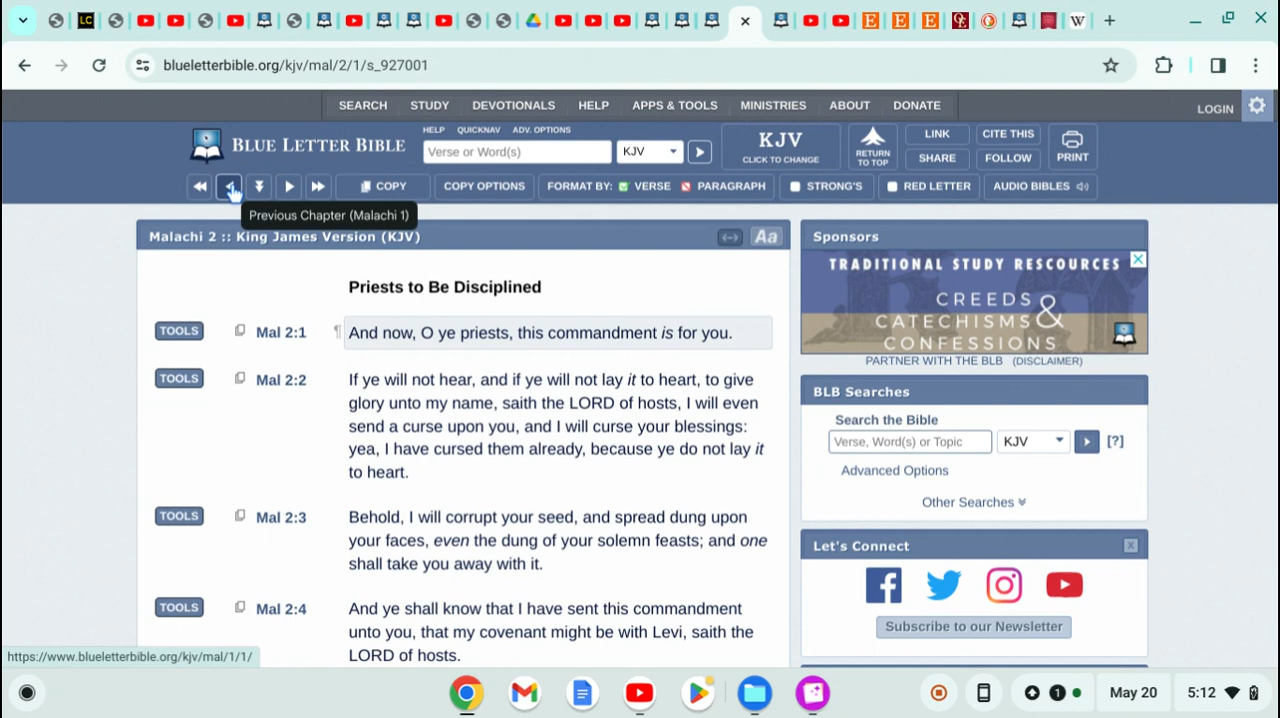 LC
E
E
E
OE
W
blueletterbible.org/kjv/mal/2/1/s_927001
SEARCH STUDY DEVOTIONALS HELP APPS & TOOLS MINISTRIES ABOUT DONATE
LOGIN
BLUE LETTER BIBLE
HELP QUICKNAV ADV. OPTIONS
Verse or Word(s)
KJV
KJV
CLICK TO CHANGE
RETURN
TO TOP
LINK
CITE THIS
SHARE
FOLLOW
PRINT
COPY
COPY OPTIONS
FORMAT BY: VERSE PARAGRAPH
STRONG'S
RED LETTER
AUDIO BIBLES
Previous Chapter (Malachi 1)
Malachi 2 :: King James Version (KJV)
Aa
Priests to Be Disciplined
TOOLS Mal 2:1 ¶ And now, O ye priests, this commandment is for you.
TOOLS Mal 2:2 If ye will not hear, and if ye will not lay it to heart, to give
glory unto my name, saith the LORD of hosts, I will even
send a curse upon you, and I will curse your blessings:
yea, I have cursed them already, because ye do not lay it
to heart.
TOOLS Mal 2:3 Behold, I will corrupt your seed, and spread dung upon
your faces, even the dung of your solemn feasts; and one
shall take you away with it.
TOOLS Mal 2:4 And ye shall know that I have sent this commandment
unto you, that my covenant might be with Levi, saith the
LORD of hosts.
Sponsors
TRADITIONAL STUDY RESCOURCES
CREEDS
CATECHISMS &
CONFESSIONS
PARTNER WITH THE BLB (DISCLAIMER)
BLB Searches
Search the Bible
Verse, Word(s) or Topic
KJV
[?]
Advanced Options
Other Searches
Let's Connect
Subscribe to our Newsletter
https://www.blueletterbible.org/kjv/mal/1/1/
1
May 20
5:12